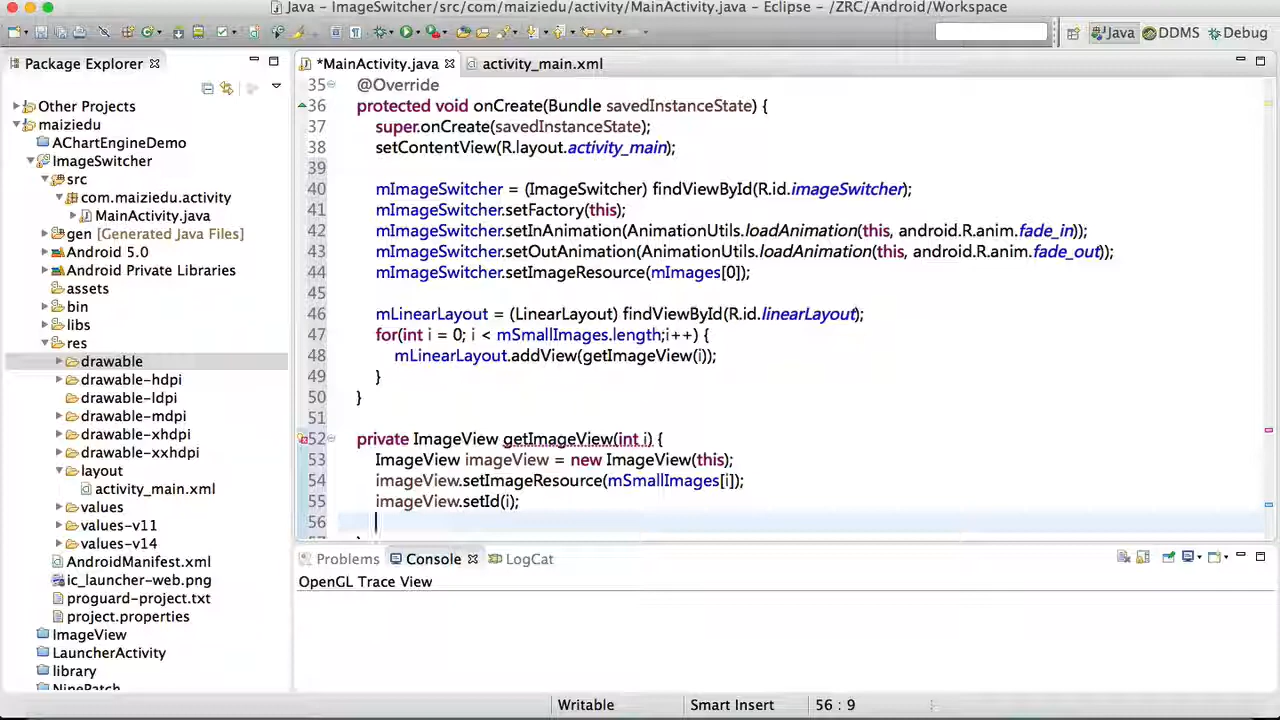 Java – ImageSwitcher/src/com/maiziedu/activity/MainActivity.java – Eclipse – /ZRC/Android/Workspace
Java
DDMS
Debug
Package Explorer
Other Projects
maiziedu
AChartEngineDemo
ImageSwitcher
src
com.maiziedu.activity
MainActivity.java
gen [Generated Java Files]
Android 5.0
Android Private Libraries
assets
bin
libs
res
drawable
drawable-hdpi
drawable-ldpi
drawable-mdpi
drawable-xhdpi
drawable-xxhdpi
layout
activity_main.xml
values
values-v11
values-v14
AndroidManifest.xml
ic_launcher-web.png
proguard-project.txt
project.properties
ImageView
LauncherActivity
library
NinePatch
*MainActivity.java
activity_main.xml
35 @Override
36 protected void onCreate(Bundle savedInstanceState) {
37 super.onCreate(savedInstanceState);
38 setContentView(R.layout.activity_main);
39
40 mImageSwitcher = (ImageSwitcher) findViewById(R.id.imageSwitcher);
41 mImageSwitcher.setFactory(this);
42 mImageSwitcher.setInAnimation(AnimationUtils.loadAnimation(this, android.R.anim.fade_in));
43 mImageSwitcher.setOutAnimation(AnimationUtils.loadAnimation(this, android.R.anim.fade_out));
44 mImageSwitcher.setImageResource(mImages[0]);
45
46 mLinearLayout = (LinearLayout) findViewById(R.id.linearLayout);
47 for(int i = 0; i < mSmallImages.length;i++) {
48 mLinearLayout.addView(getImageView(i));
49 }
50 }
51
52 private ImageView getImageView(int i) {
53 ImageView imageView = new ImageView(this);
54 imageView.setImageResource(mSmallImages[i]);
55 imageView.setId(i);
56
Problems
Console
LogCat
OpenGL Trace View
Writable
Smart Insert
56 : 9